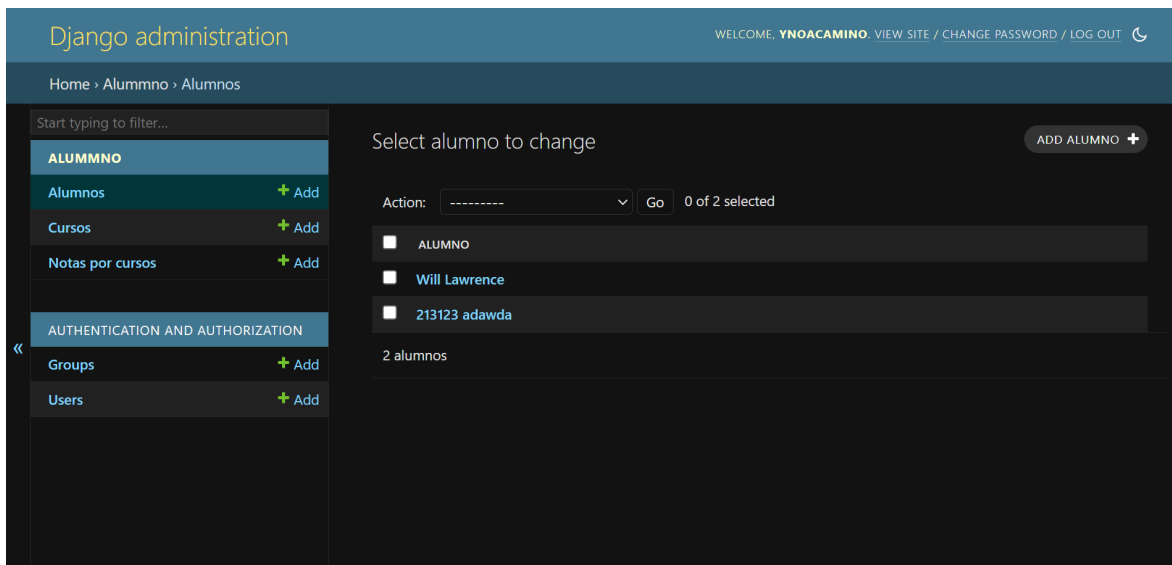 Django administration
WELCOME, YNOACAMINO. VIEW SITE / CHANGE PASSWORD / LOG OUT
Home › Alummno › Alumnos
Start typing to filter...
ALUMMNO
Alumnos + Add
Cursos + Add
Notas por cursos + Add
AUTHENTICATION AND AUTHORIZATION
Groups + Add
Users + Add
«
Select alumno to change
ADD ALUMNO +
Action: --------- Go 0 of 2 selected
ALUMNO
Will Lawrence
213123 adawda
2 alumnos